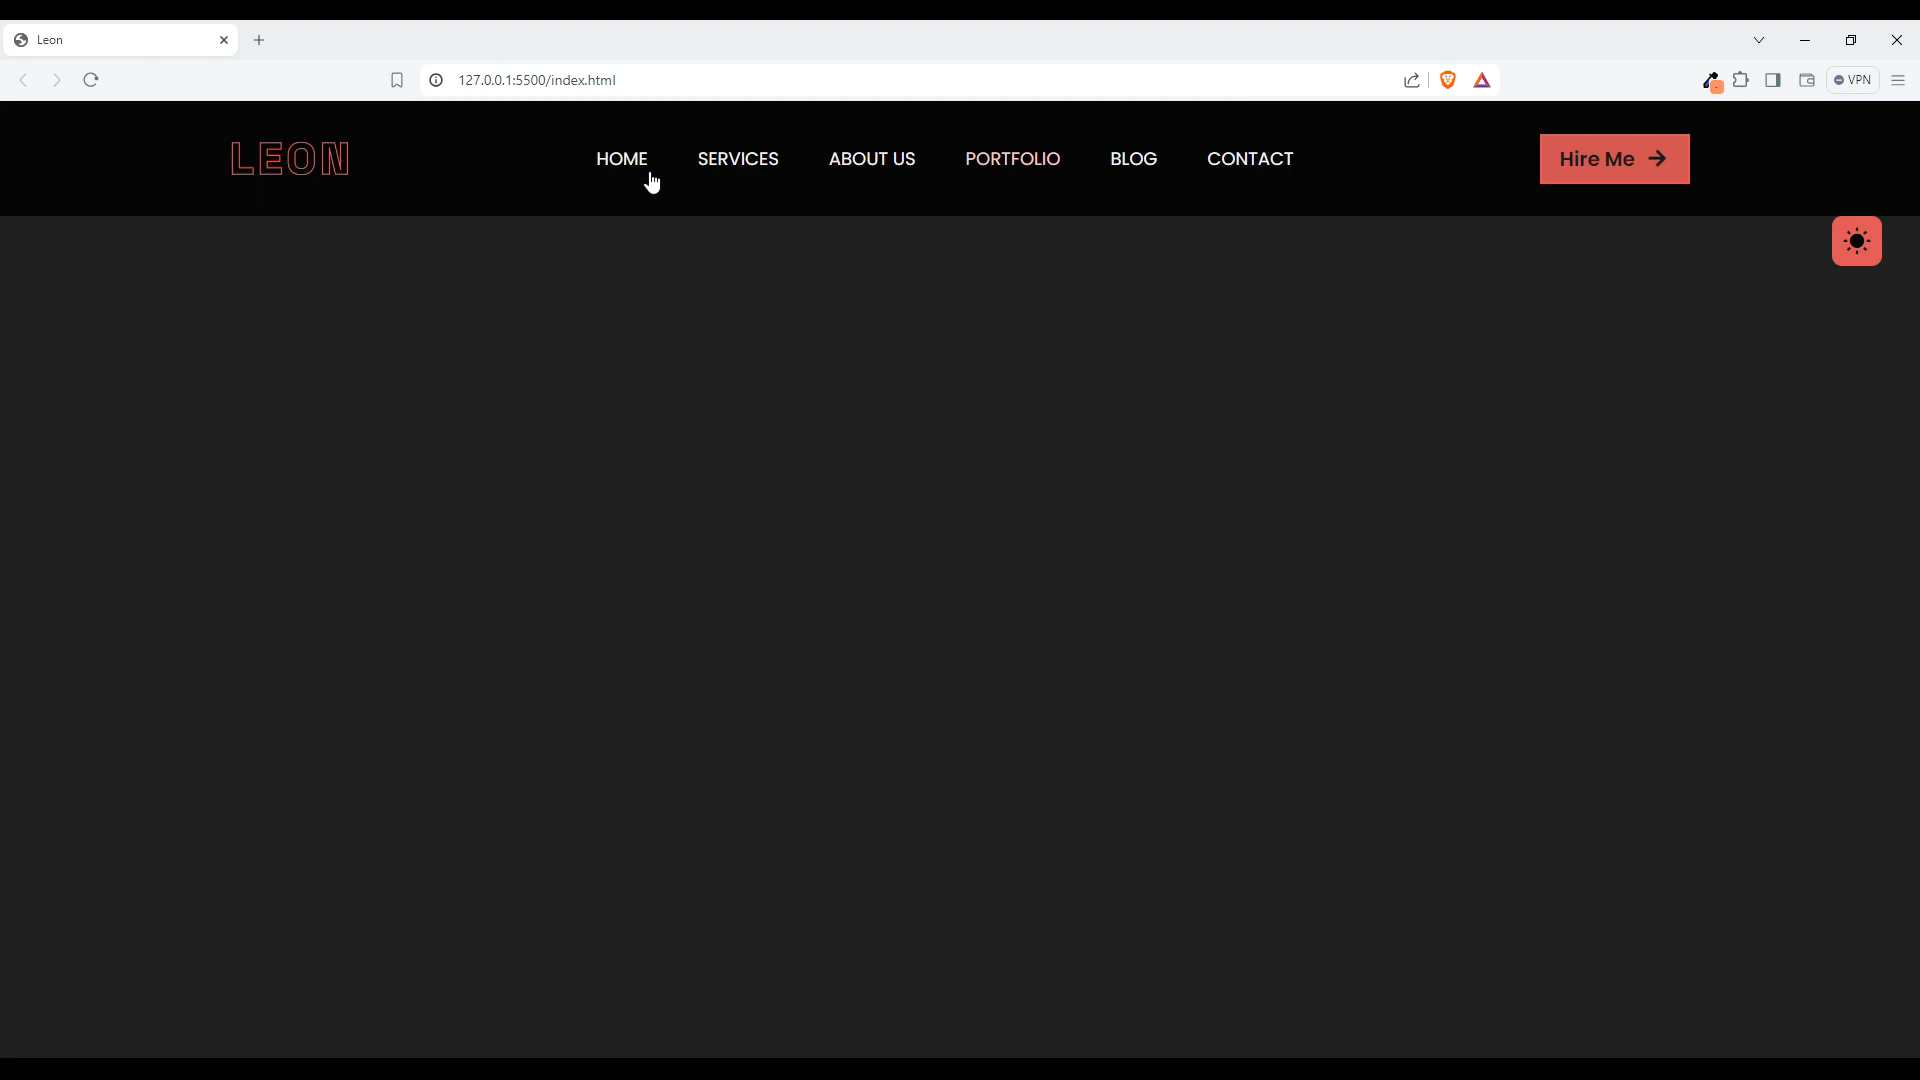 Leon
127.0.0.1:5500/index.html
VPN
LEON
HOME SERVICES ABOUT US PORTFOLIO BLOG CONTACT
Hire Me